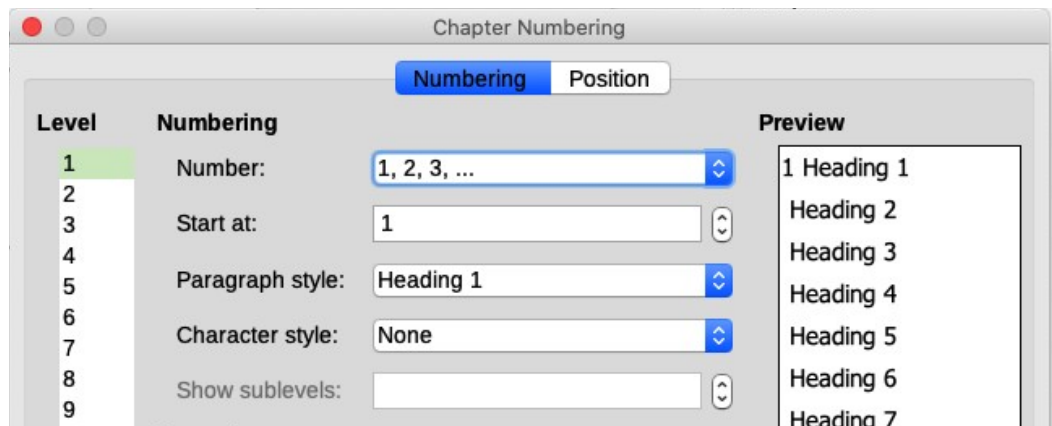 Chapter Numbering
Numbering Position
Level Numbering Preview
1 Number: 1, 2, 3, ... 1 Heading 1
2 Heading 2
3 Start at: 1 Heading 3
4 Paragraph style: Heading 1 Heading 4
5 Heading 5
6 Character style: None Heading 6
7 Show sublevels: Heading 7
8
9